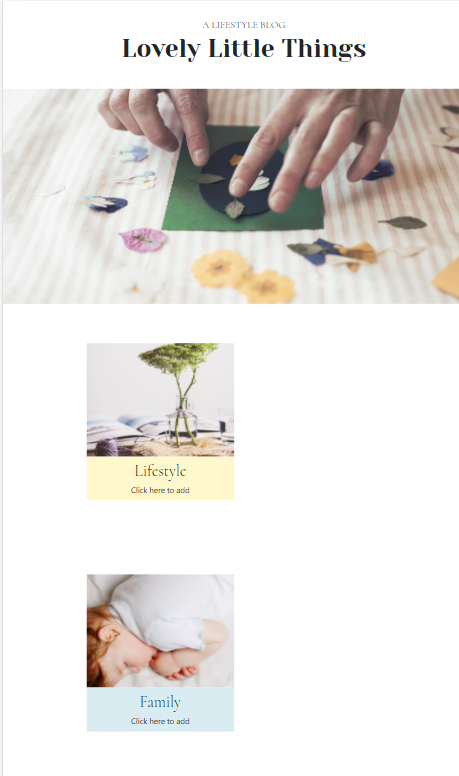 A LIFESTYLE BLOG
Lovely Little Things
Lifestyle
Click here to add
Family
Click here to add